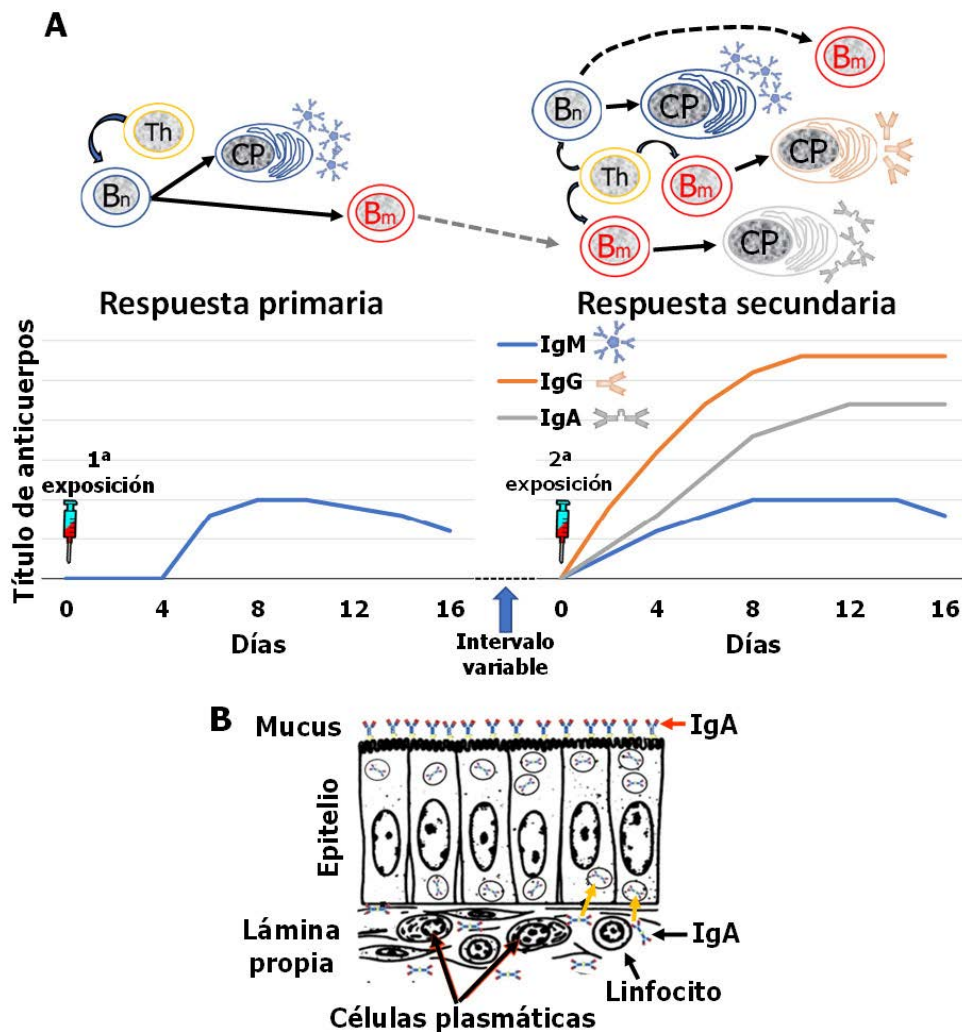 A
Th
Bn
CP
Bm
Bn
CP
Bm
Th
Bm
CP
Bm
CP
Respuesta primaria
Respuesta secundaria
Título de anticuerpos
1ª
exposición
IgM
IgG
IgA
2ª
exposición
0 4 8 12 16
Días
Intervalo
variable
0 4 8 12 16
Días
B
Mucus
IgA
Epitelio
Lámina
propia
IgA
Linfocito
Células plasmáticas